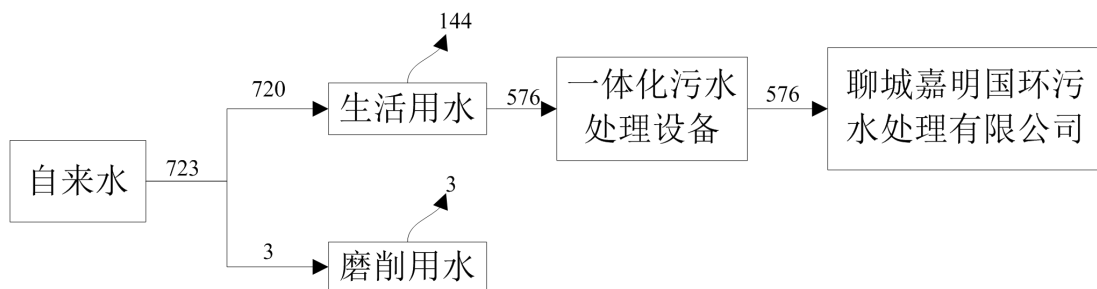 144
720
生活用水
576
一体化污水
处理设备
576
聊城嘉明国环污
水处理有限公司
自来水
723
3
3
磨削用水